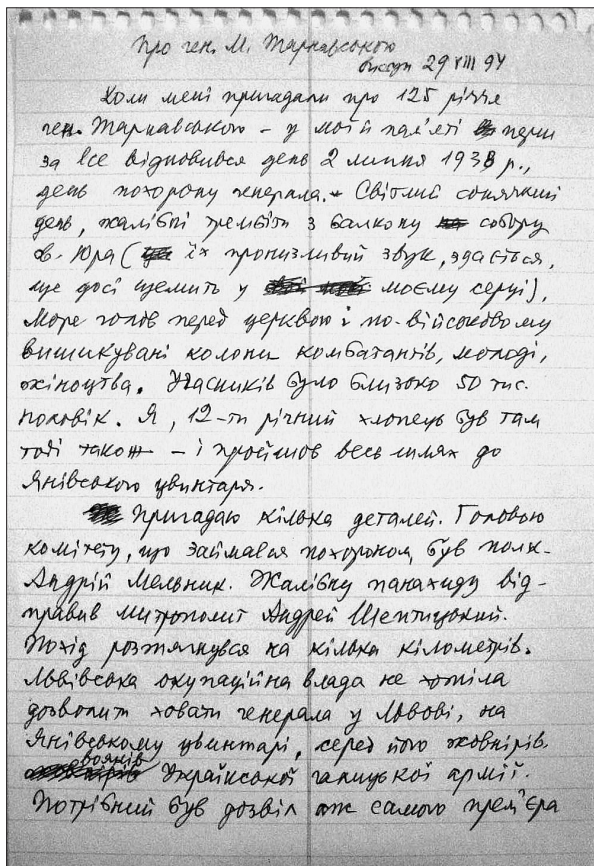 Про ген. М. Тарнавського
виступ 29 VIII 94
Коли мені пригадали про 125 річчя
ген. Тарнавського – у моїй пам'яті перш
за все відновився день 2 липня 1938 р.,
день похорону генерала. Світлий сонячний
день, жалібні трембіти з балкону собору
св. Юра (їх пронизливий звук, здається,
ще досі щемить у моєму серці),
море голов перед церквою і по-військовому
вишикувані колони комбатантів, молоді,
жіноцтва. Учасників було близько 50 тис.
чоловік. Я, 12-ти річний хлопець був там
тоді також – і пройшов весь шлях до
Янівського цвинтаря.
Пригадаю кілька деталей. Головою
комітету, що займався похороном, був полк.
Андрій Мельник. Жалібну панахиду від-
правив митрополит Андрей Шептицький.
Похід розтягнувся на кілька кілометрів.
Львівська окупаційна влада не хотіла
дозволити ховати генерала у Львові, на
Янівському цвинтарі, серед його жовнірів
вояків Української галицької армії.
Потрібний був дозвіл аж самого прем'єра